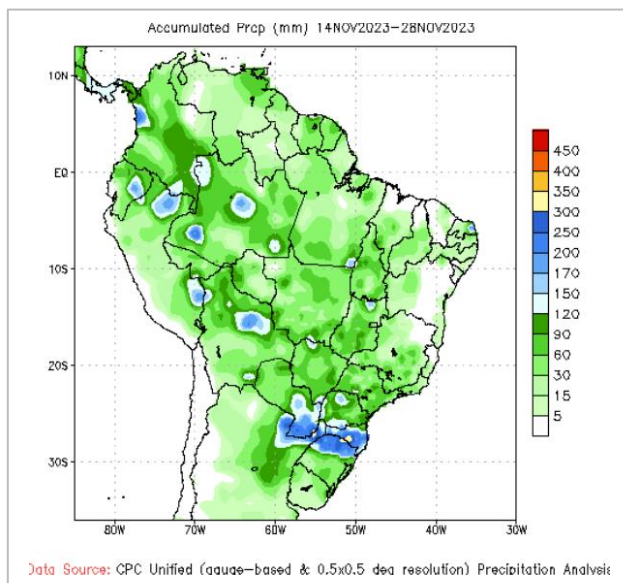 Accumulated Prcp (mm) 14NOV2023-28NOV2023
10N
EQ
10S
20S
30S
80W 70W 60W 50W 40W 30W
450
400
350
300
250
200
170
150
120
90
60
30
15
5
Data Source: CPC Unified (gauge-based & 0.5x0.5 deg resolution) Precipitation Analysis